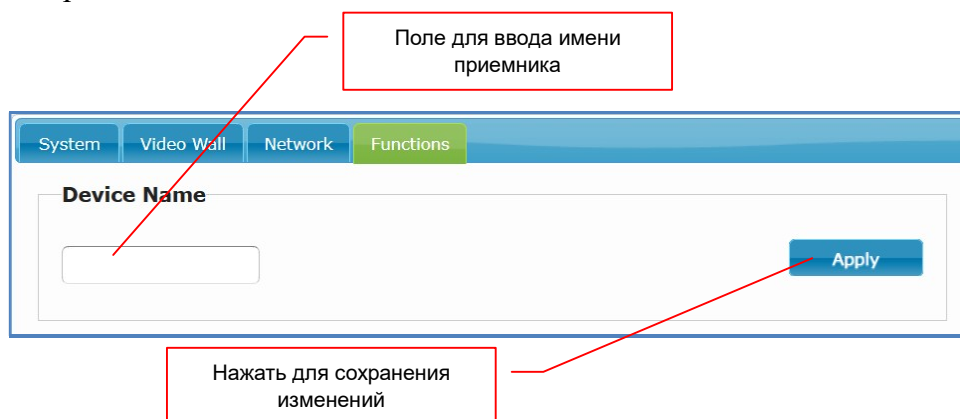 Поле для ввода имени
приемника
System Video Wall Network Functions
Device Name
Apply
Нажать для сохранения
изменений